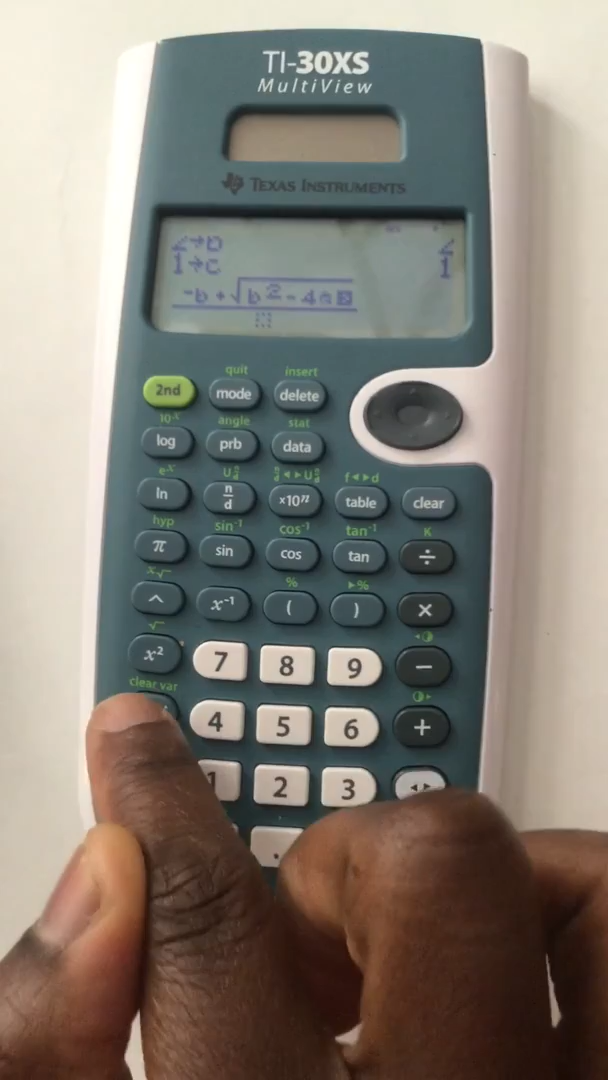 TI-30XS
MultiView
TEXAS INSTRUMENTS
2→b 2
1→c 1
-b+√b²-4a
quit insert
2nd mode delete
10ˣ angle stat
log prb data
eˣ f◄►d
ln n/d ×10ⁿ table clear
hyp sin⁻¹ cos⁻¹ tan⁻¹ K
π sin cos tan ÷
ˣ√ % ►%
^ x⁻¹ ( ) ×
√
x² 7 8 9 −
clear var
4 5 6 +
1 2 3 ◄►
.